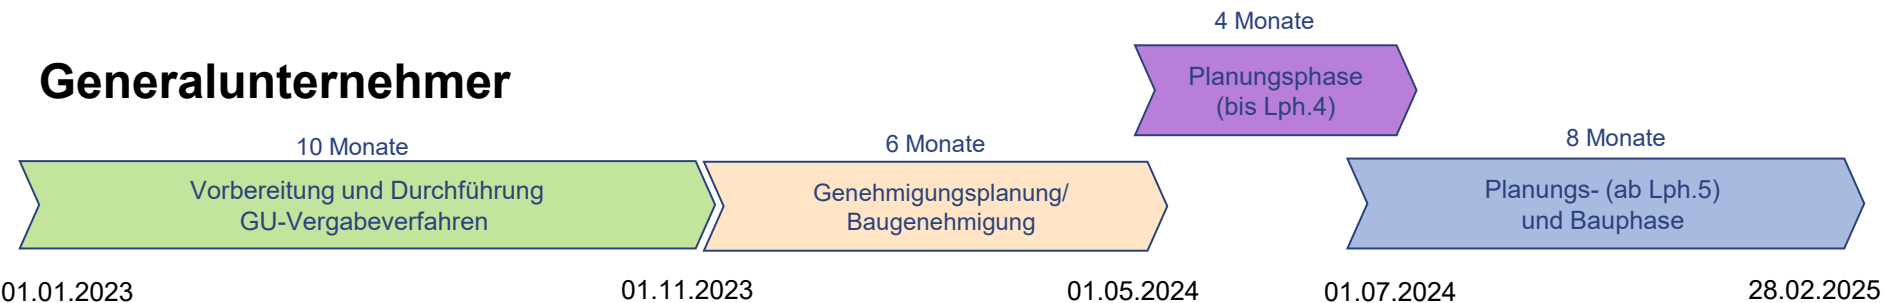 4 Monate
Generalunternehmer
Planungsphase
(bis Lph.4)
10 Monate
6 Monate
8 Monate
Vorbereitung und Durchführung
GU-Vergabeverfahren
Genehmigungsplanung/
Baugenehmigung
Planungs- (ab Lph.5)
und Bauphase
01.01.2023
01.11.2023
01.05.2024
01.07.2024
28.02.2025